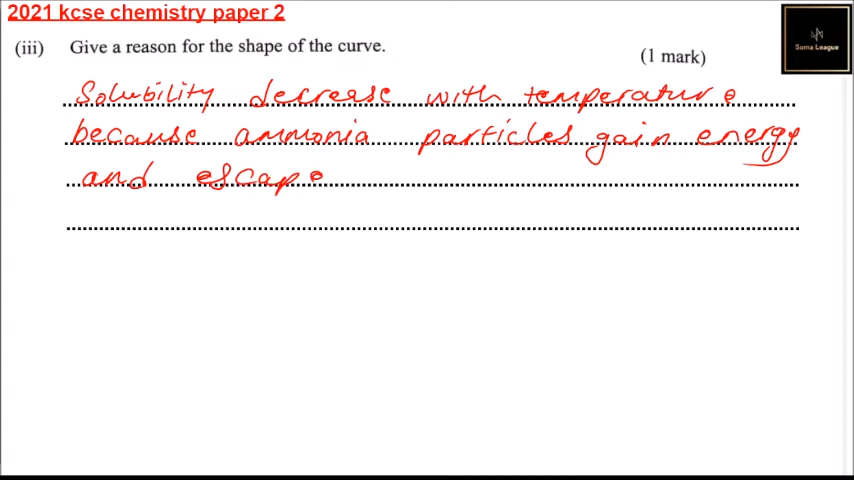 2021 kcse chemistry paper 2
(iii) Give a reason for the shape of the curve.
(1 mark)
Suma League
Solubility decrease with temperature
because ammonia particles gain energy
and escape